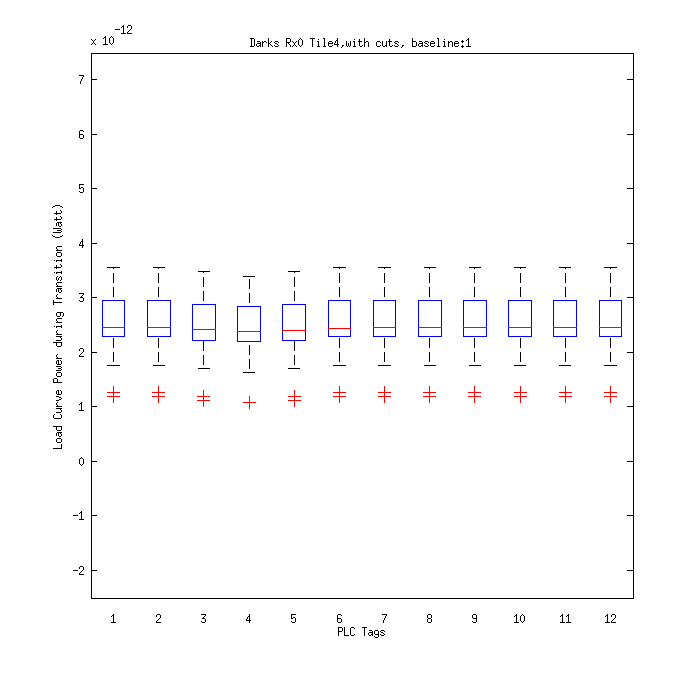 x 10-12
Darks Rx0 Tile4,with cuts, baseline:1
7
6
5
4
3
2
1
0
-1
-2
Load Curve Power during Transition (Watt)
1 2 3 4 5 6 7 8 9 10 11 12
PLC Tags